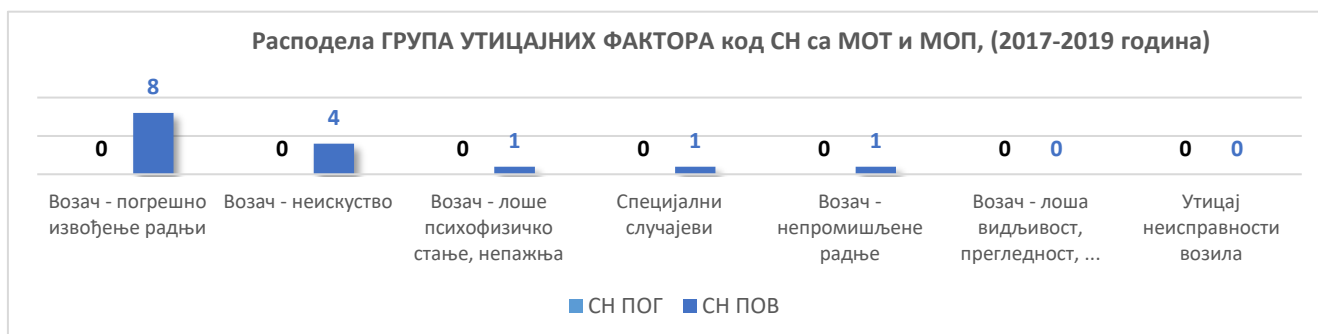 Расподела ГРУПА УТИЦАЈНИХ ФАКТОРА код СН са МОТ и МОП, (2017-2019 година)
0 8 0 4 0 1 0 1 0 1 0 0 0 0
Возач - погрешно
извођење радњи
Возач - неискуство
Возач - лоше
психофизичко
стање, непажња
Специјални
случајеви
Возач -
непромишљене
радње
Возач - лоша
видљивост,
прегледност, ...
Утицај
неисправности
возила
СН ПОГ СН ПОВ